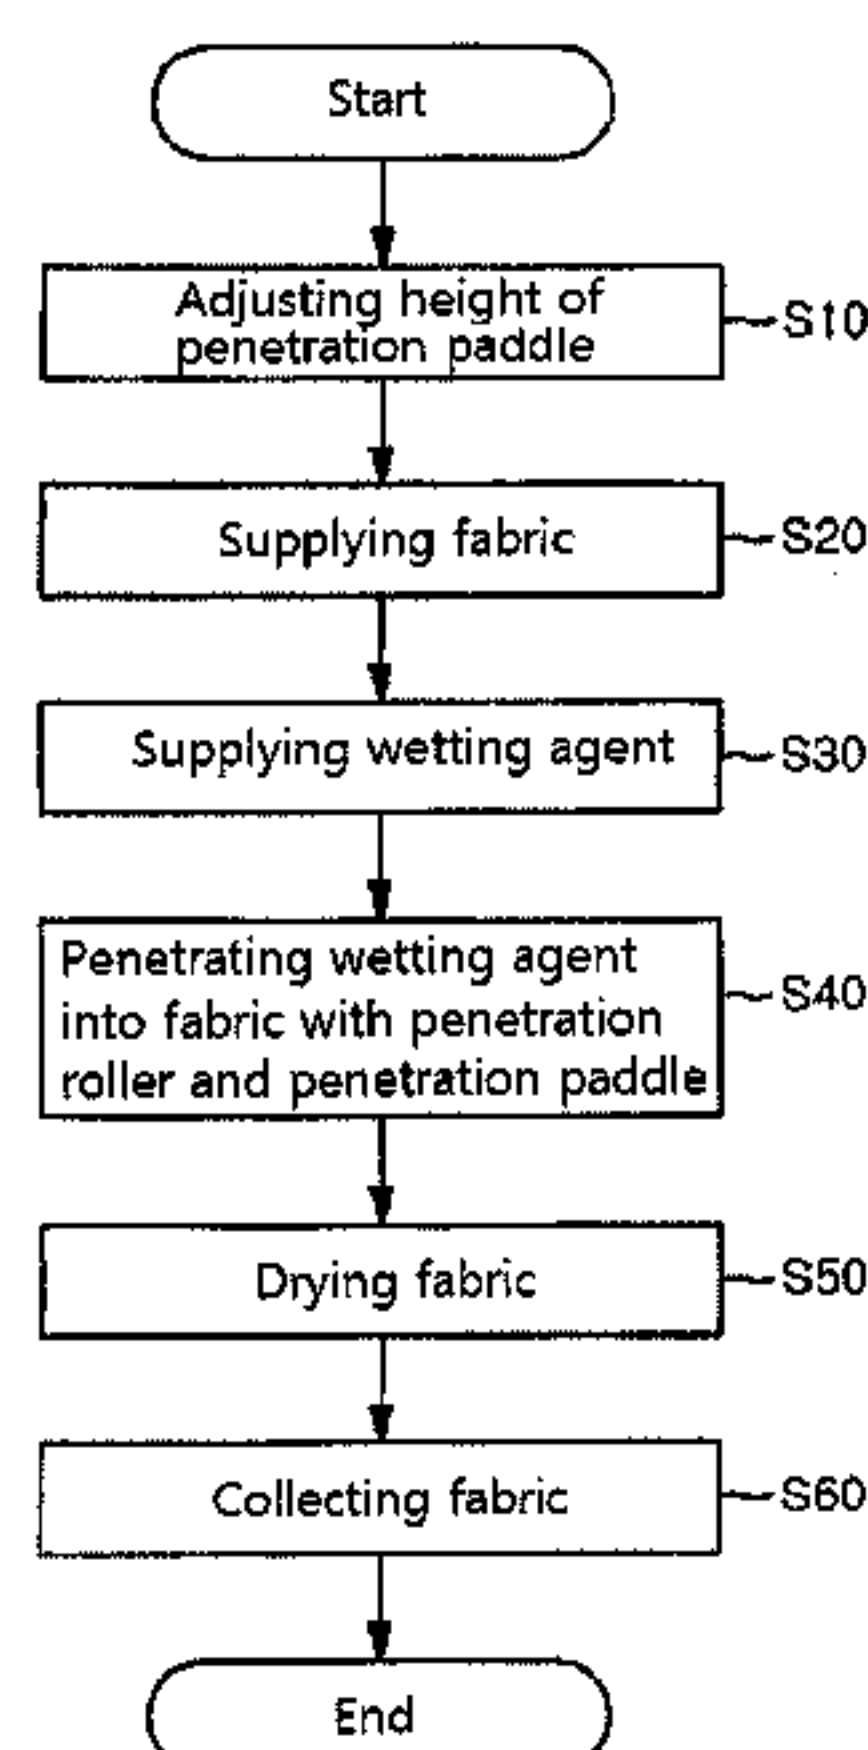 Start
Adjusting height of
penetration paddle
S10
Supplying fabric
S20
Supplying wetting agent
S30
Penetrating wetting agent
into fabric with penetration
roller and penetration paddle
S40
Drying fabric
S50
Collecting fabric
S60
End